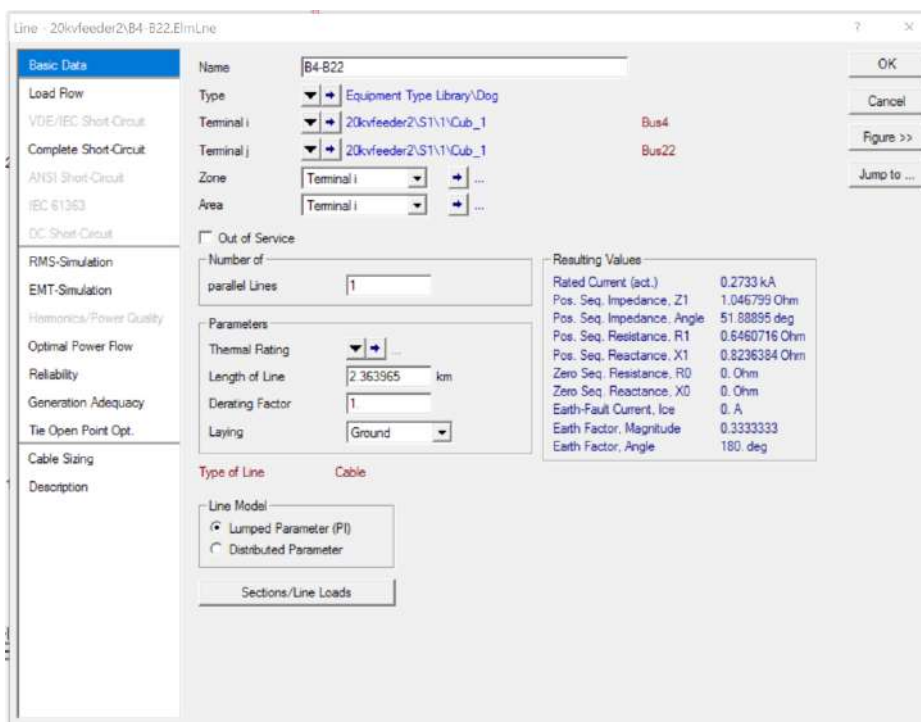 Line - 20kvfeeder2\B4-B22.ElmLne ? ×
Basic Data
Load Flow
VDE/IEC Short-Circuit
Complete Short-Circuit
ANSI Short-Circuit
IEC 61363
DC Short-Circuit
RMS-Simulation
EMT-Simulation
Harmonics/Power Quality
Optimal Power Flow
Reliability
Generation Adequacy
Tie Open Point Opt.
Cable Sizing
Description
Name B4-B22
Type Equipment Type Library\Dog
Terminal i 20kvfeeder2\S1\1\Cub_1 Bus4
Terminal j 20kvfeeder2\S1\1\Cub_1 Bus22
Zone Terminal i ...
Area Terminal i ...
Out of Service
Number of
parallel Lines 1
Parameters
Thermal Rating ...
Length of Line 2.363965 km
Derating Factor 1.
Laying Ground
Type of Line Cable
Line Model
Lumped Parameter (PI)
Distributed Parameter
Sections/Line Loads
Resulting Values
Rated Current (act.) 0.2733 kA
Pos. Seq. Impedance, Z1 1.046799 Ohm
Pos. Seq. Impedance, Angle 51.88895 deg
Pos. Seq. Resistance, R1 0.6460716 Ohm
Pos. Seq. Reactance, X1 0.8236384 Ohm
Zero Seq. Resistance, R0 0. Ohm
Zero Seq. Reactance, X0 0. Ohm
Earth-Fault Current, Ice 0. A
Earth Factor, Magnitude 0.3333333
Earth Factor, Angle 180. deg
OK
Cancel
Figure >>
Jump to ...